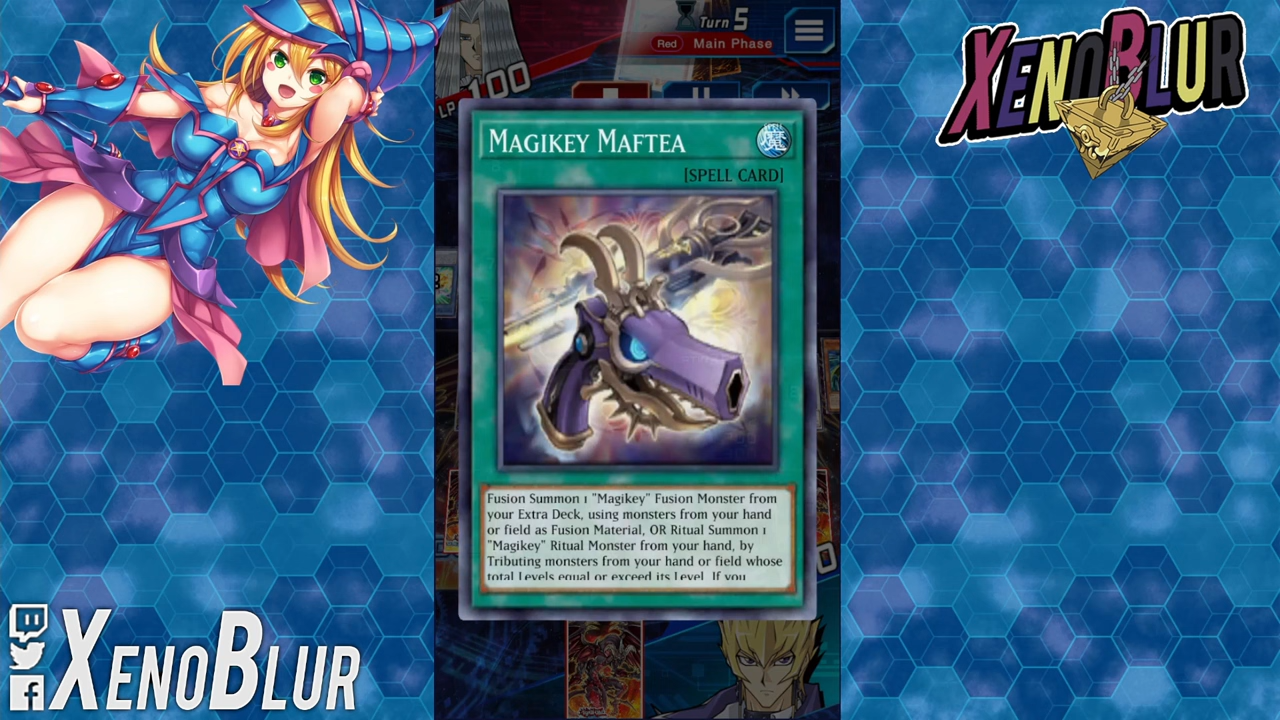 Turn 5
Red Main Phase
LP 100
XENOBLUR
MAGIKEY MAFTEA
[SPELL CARD]
Fusion Summon 1 "Magikey" Fusion Monster from
your Extra Deck, using monsters from your hand
or field as Fusion Material, OR Ritual Summon 1
"Magikey" Ritual Monster from your hand, by
Tributing monsters from your hand or field whose
total Levels equal or exceed its Level. If you
XENOBLUR